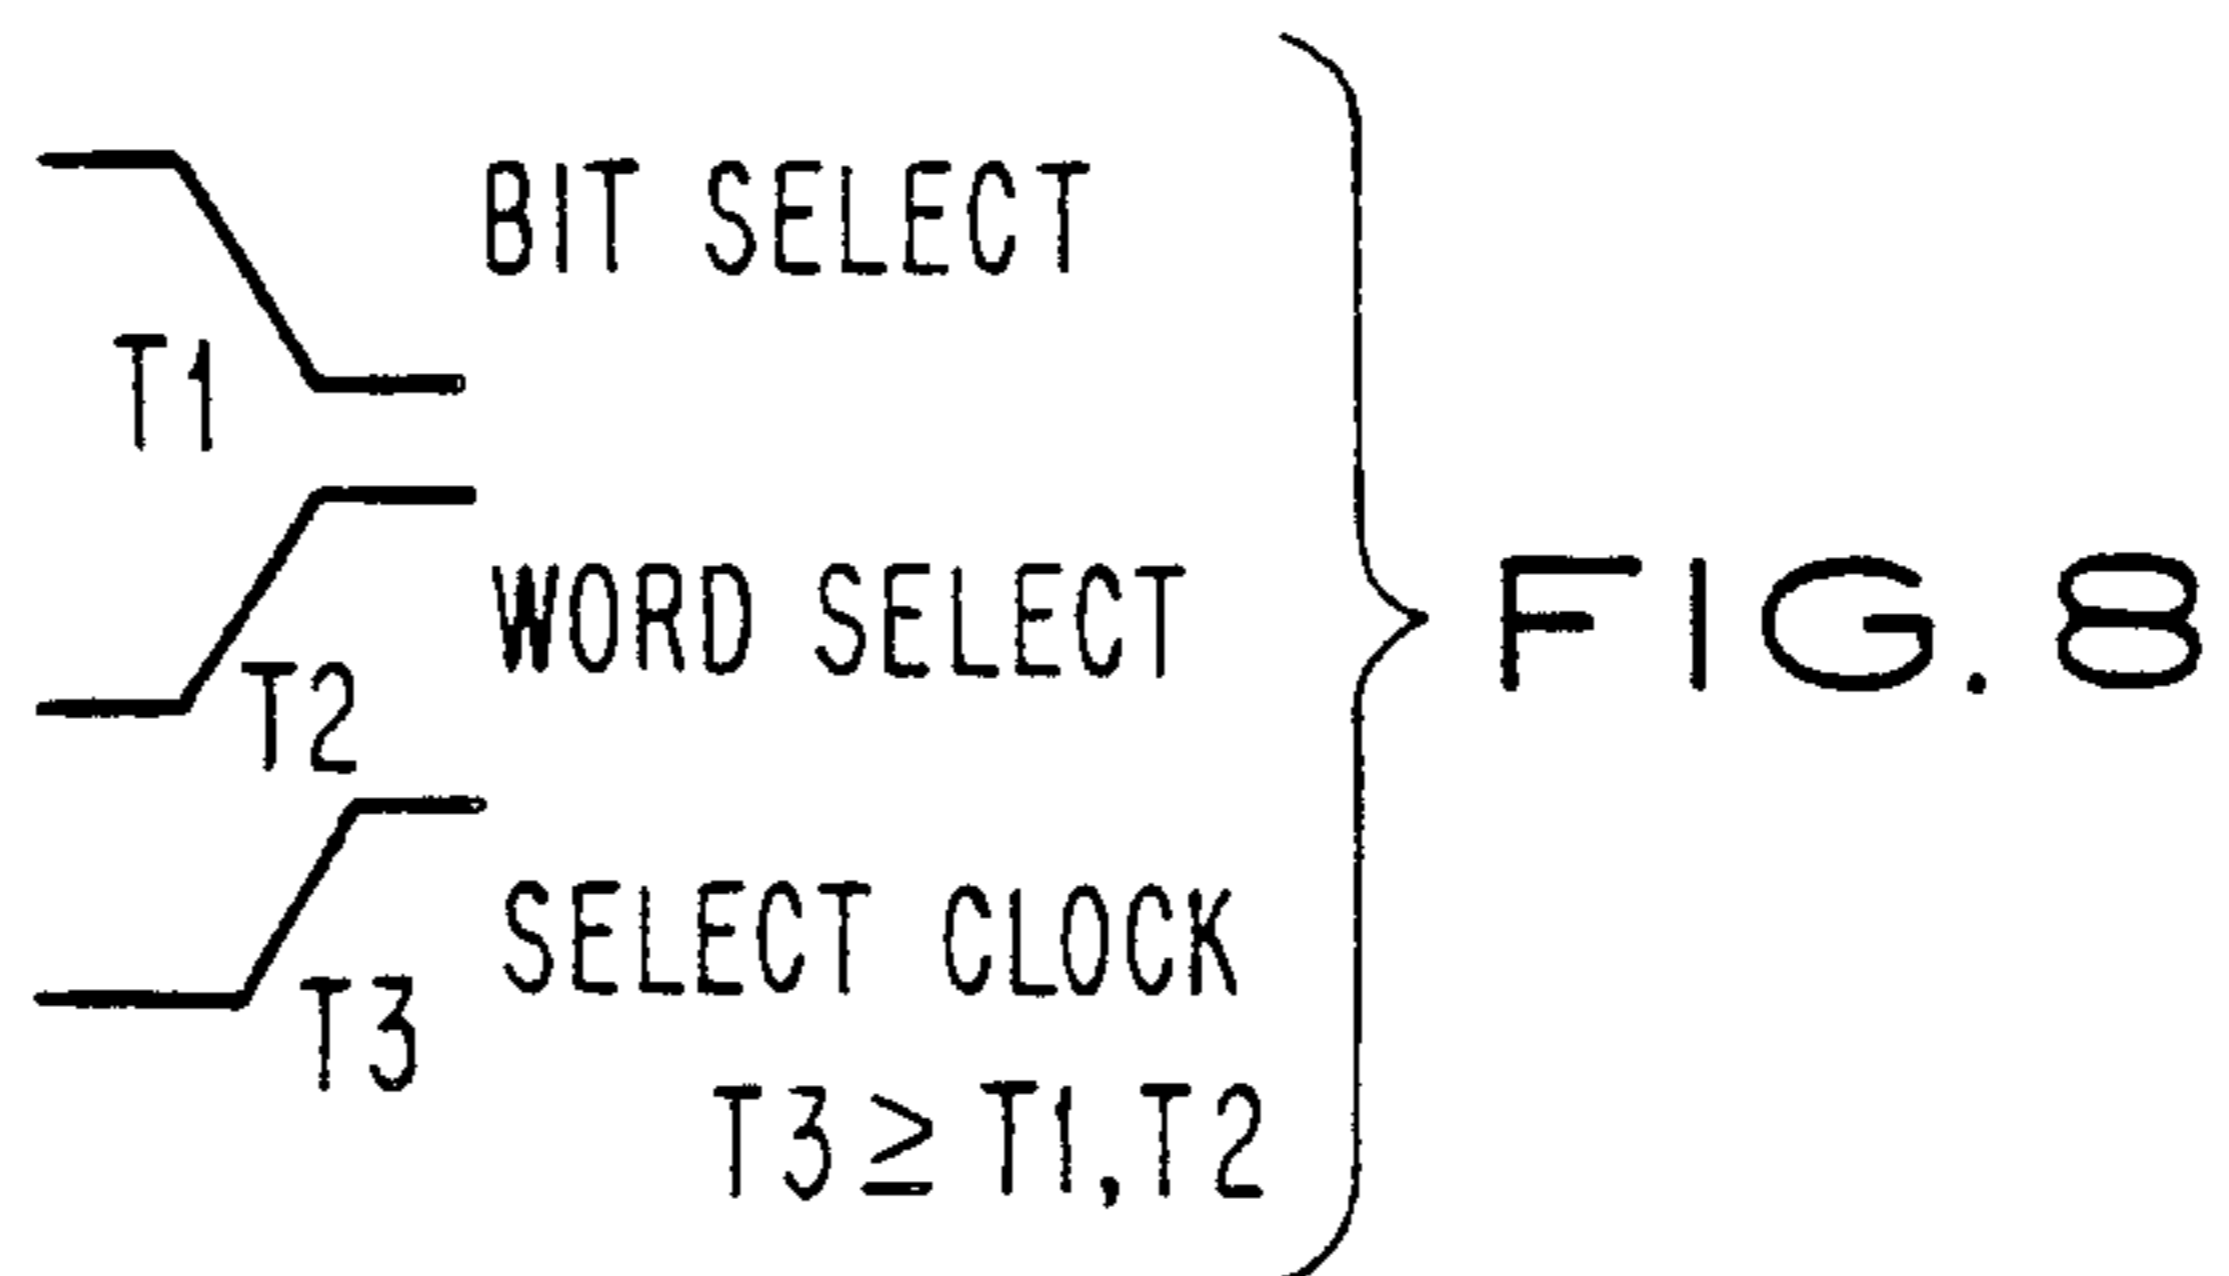 BIT SELECT
T1
WORD SELECT
T2
SELECT CLOCK
T3
T3 ≥ T1,T2
FIG.8